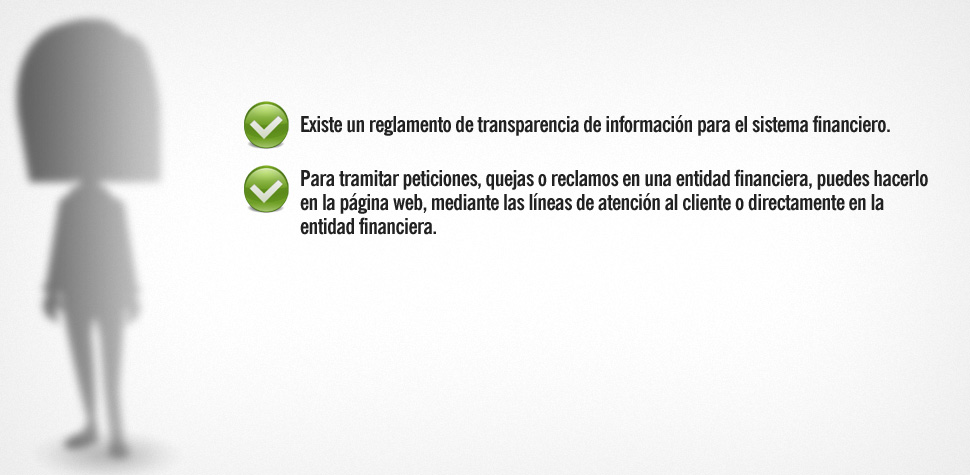 Existe un reglamento de transparencia de información para el sistema financiero.
Para tramitar peticiones, quejas o reclamos en una entidad financiera, puedes hacerlo
en la página web, mediante las líneas de atención al cliente o directamente en la
entidad financiera.